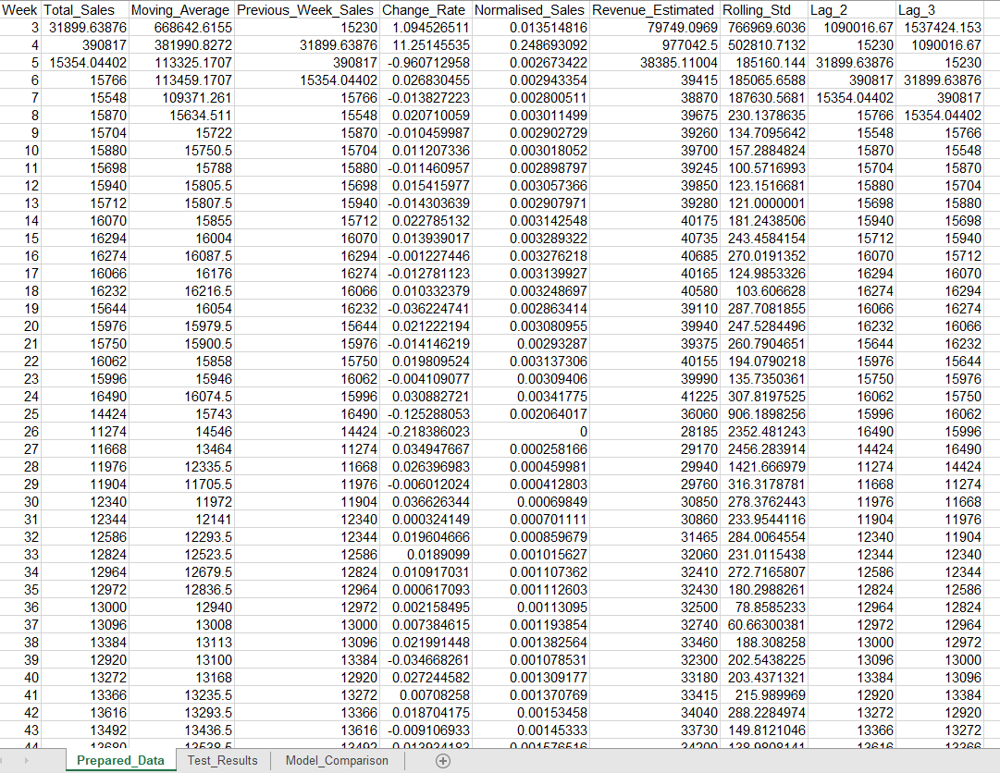 Week Total_Sales Moving_Average Previous_Week_Sales Change_Rate Normalised_Sales Revenue_Estimated Rolling_Std Lag_2 Lag_3
3 31899.63876 668642.6155 15230 1.094526511 0.013514816 79749.0969 766969.6036 1090016.67 1537424.153
4 390817 381990.8272 31899.63876 11.25145535 0.248693092 977042.5 502810.7132 15230 1090016.67
5 15354.04402 113325.1707 390817 -0.960712958 0.002673422 38385.11004 185160.144 31899.63876 15230
6 15766 113459.1707 15354.04402 0.026830455 0.002943354 39415 185065.6588 390817 31899.63876
7 15548 109371.261 15766 -0.013827223 0.002800511 38870 187630.5681 15354.04402 390817
8 15870 15634.511 15548 0.020710059 0.003011499 39675 230.1378635 15766 15354.04402
9 15704 15722 15870 -0.010459987 0.002902729 39260 134.7095642 15548 15766
10 15880 15750.5 15704 0.011207336 0.003018052 39700 157.2884824 15870 15548
11 15698 15788 15880 -0.011460957 0.002898797 39245 100.5716993 15704 15870
12 15940 15805.5 15698 0.015415977 0.003057366 39850 123.1516681 15880 15704
13 15712 15807.5 15940 -0.014303639 0.002907971 39280 121.0000001 15698 15880
14 16070 15855 15712 0.022785132 0.003142548 40175 181.2438506 15940 15698
15 16294 16004 16070 0.013939017 0.003289322 40735 243.4584154 15712 15940
16 16274 16087.5 16294 -0.001227446 0.003276218 40685 270.0191352 16070 15712
17 16066 16176 16274 -0.012781123 0.003139927 40165 124.9853326 16294 16070
18 16232 16216.5 16066 0.010332379 0.003248697 40580 103.606628 16274 16294
19 15644 16054 16232 -0.036224741 0.002863414 39110 287.7081855 16066 16274
20 15976 15979.5 15644 0.021222194 0.003080955 39940 247.5284496 16232 16066
21 15750 15900.5 15976 -0.014146219 0.00293287 39375 260.7904651 15644 16232
22 16062 15858 15750 0.019809524 0.003137306 40155 194.0790218 15976 15644
23 15996 15946 16062 -0.004109077 0.00309406 39990 135.7350361 15750 15976
24 16490 16074.5 15996 0.030882721 0.00341775 41225 307.8197525 16062 15750
25 14424 15743 16490 -0.125288053 0.002064017 36060 906.1898256 15996 16062
26 11274 14546 14424 -0.218386023 0 28185 2352.481243 16490 15996
27 11668 13464 11274 0.034947667 0.000258166 29170 2456.283914 14424 16490
28 11976 12335.5 11668 0.026396983 0.000459981 29940 1421.666979 11274 14424
29 11904 11705.5 11976 -0.006012024 0.000412803 29760 316.3178781 11668 11274
30 12340 11972 11904 0.036626344 0.00069849 30850 278.3762443 11976 11668
31 12344 12141 12340 0.000324149 0.000701111 30860 233.9544116 11904 11976
32 12586 12293.5 12344 0.019604666 0.000859679 31465 284.0064554 12340 11904
33 12824 12523.5 12586 0.0189099 0.001015627 32060 231.0115438 12344 12340
34 12964 12679.5 12824 0.010917031 0.001107362 32410 272.7165807 12586 12344
35 12972 12836.5 12964 0.000617093 0.001112603 32430 180.2988261 12824 12586
36 13000 12940 12972 0.002158495 0.00113095 32500 78.8585233 12964 12824
37 13096 13008 13000 0.007384615 0.001193854 32740 60.66300381 12972 12964
38 13384 13113 13096 0.021991448 0.001382564 33460 188.308258 13000 12972
39 12920 13100 13384 -0.034668261 0.001078531 32300 202.5438225 13096 13000
40 13272 13168 12920 0.027244582 0.001309177 33180 203.4371321 13384 13096
41 13366 13235.5 13272 0.00708258 0.001370769 33415 215.989969 12920 13384
42 13616 13293.5 13366 0.018704175 0.00153458 34040 288.2284974 13272 12920
43 13492 13436.5 13616 -0.009106933 0.00145333 33730 149.8121046 13366 13272
44 13680 13538.5 13492 0.013934183 0.001576516 34200 138.9808141 13616 13366
Prepared_Data Test_Results Model_Comparison